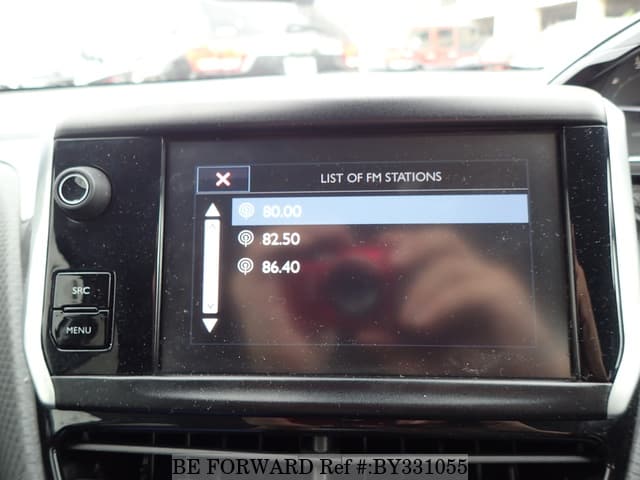 LIST OF FM STATIONS
80.00
82.50
86.40
SRC
MENU
BE FORWARD Ref #BY331055